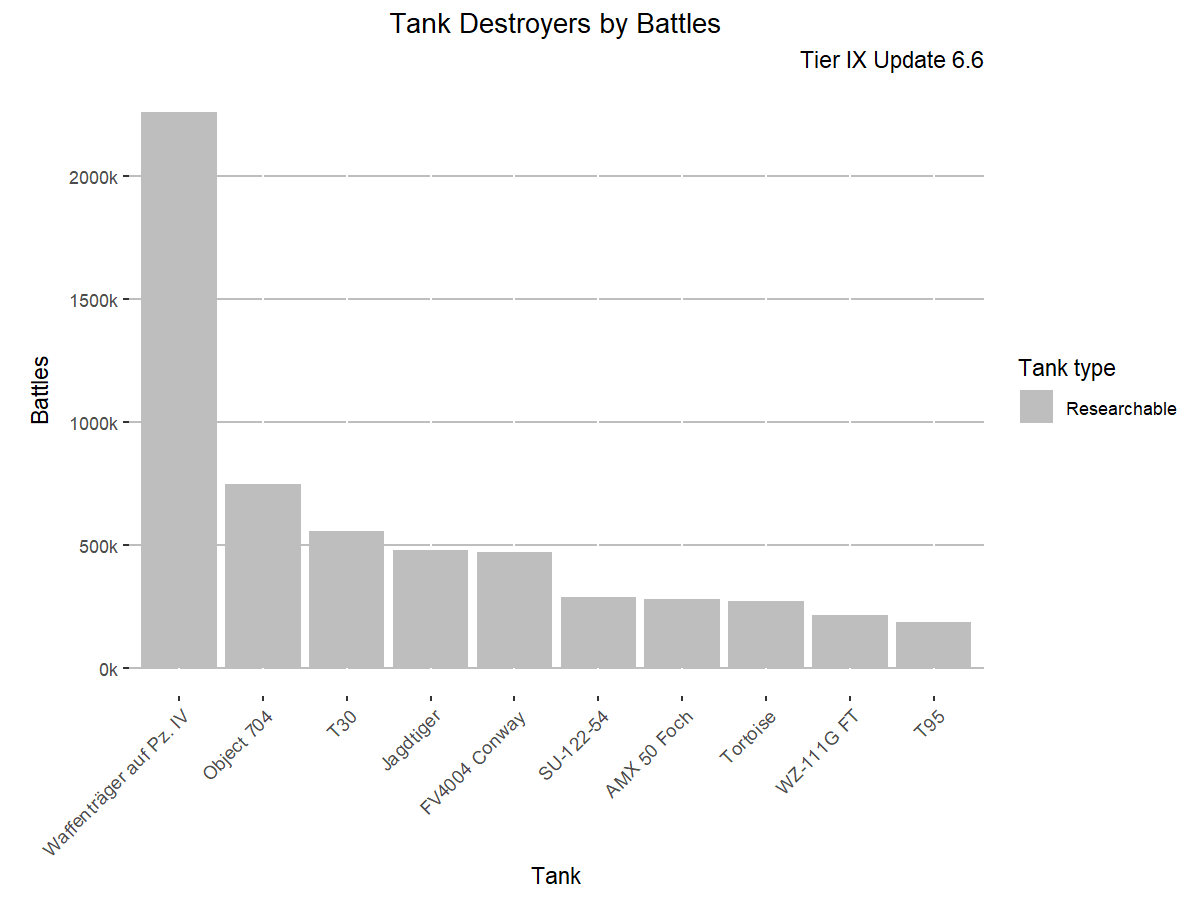 Tank Destroyers by Battles
Tier IX Update 6.6
2000k
1500k
1000k
500k
0k
Battles
Waffenträger auf Pz. IV
Object 704
T30
Jagdtiger
FV4004 Conway
SU-122-54
AMX 50 Foch
Tortoise
WZ-111G FT
T95
Tank
Tank type
Researchable